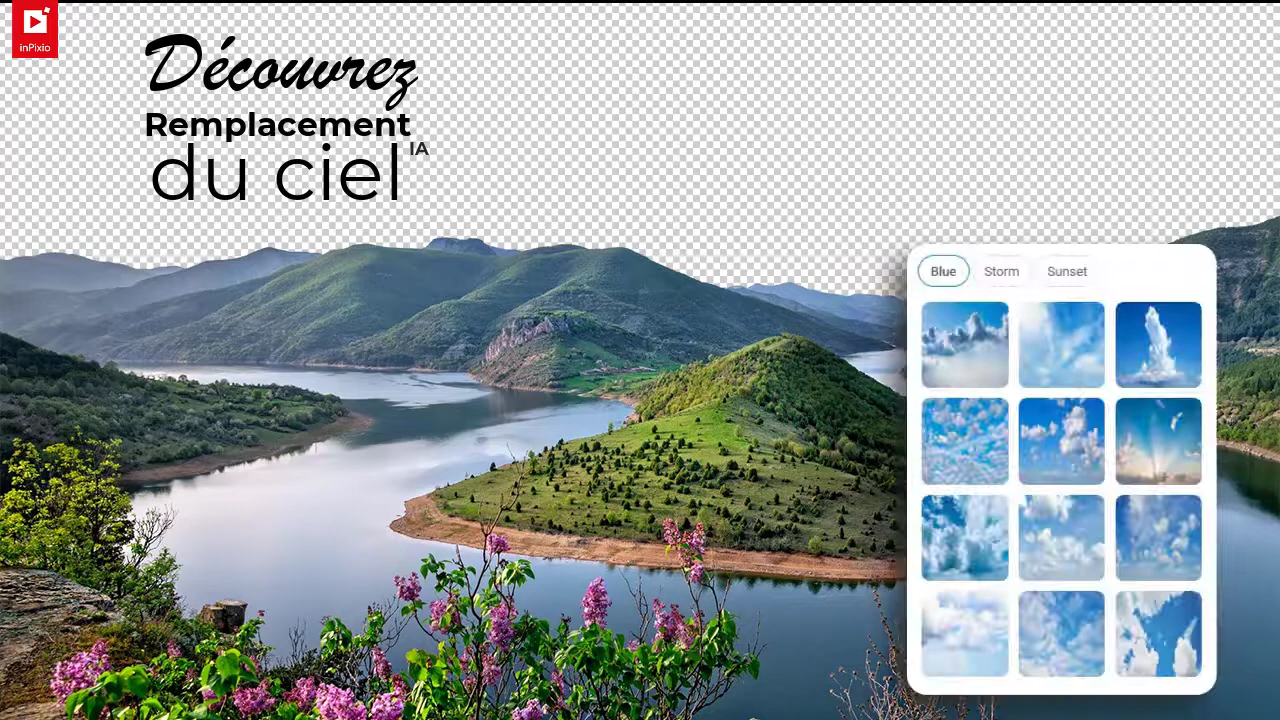 inPixio
Découvrez
Remplacement
du ciel IA
Blue Storm Sunset